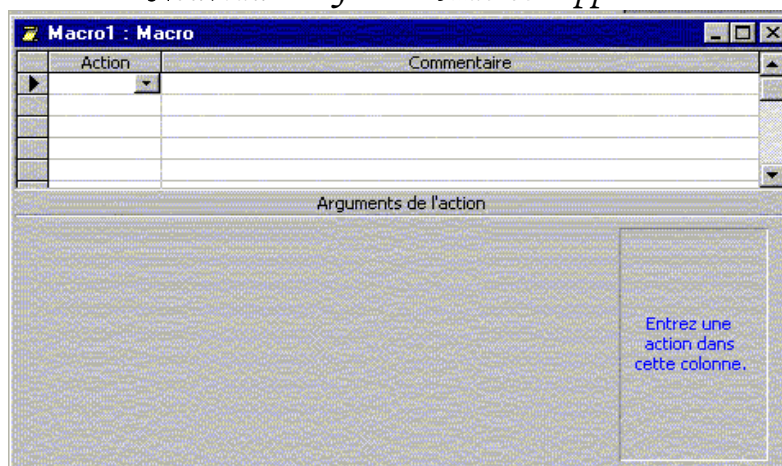 Macro1 : Macro
Action Commentaire
Arguments de l'action
Entrez une
action dans
cette colonne.